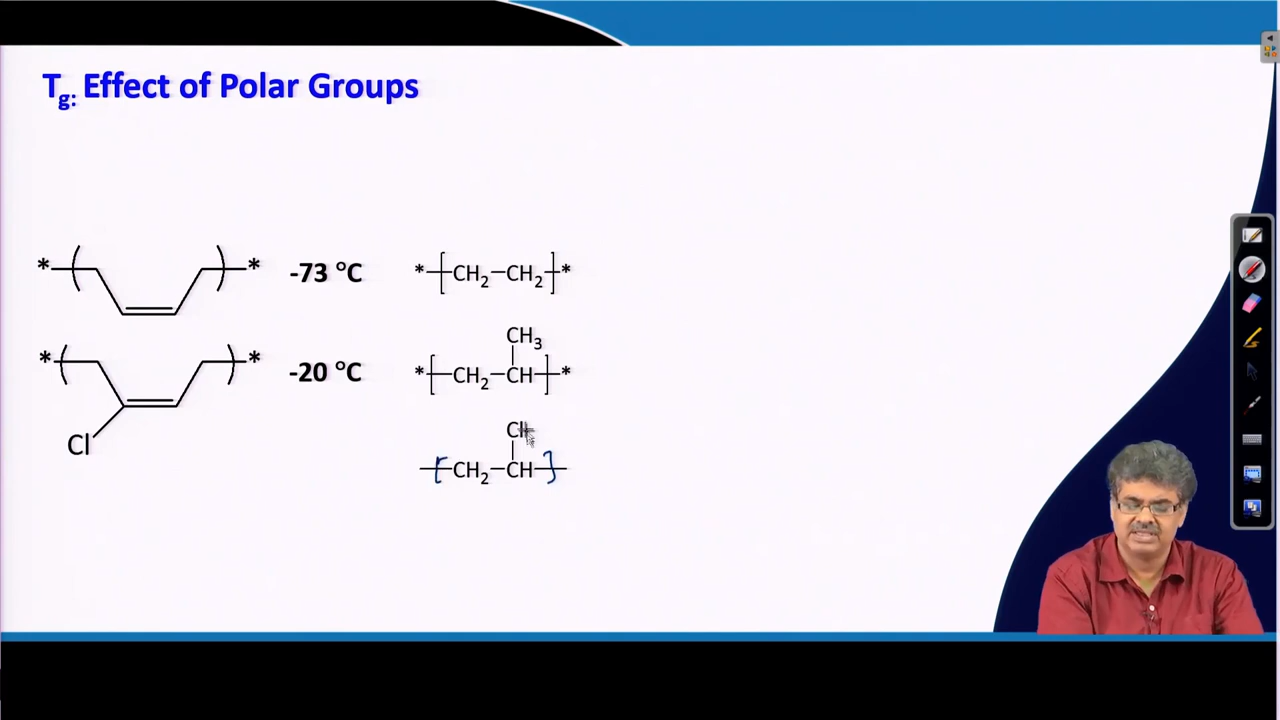 Tg: Effect of Polar Groups
* ( ) * -73 °C *-[CH2-CH2]-*
CH3
* ( ) * -20 °C *-[CH2-CH]-*
Cl
Cl
-[CH2-CH]-